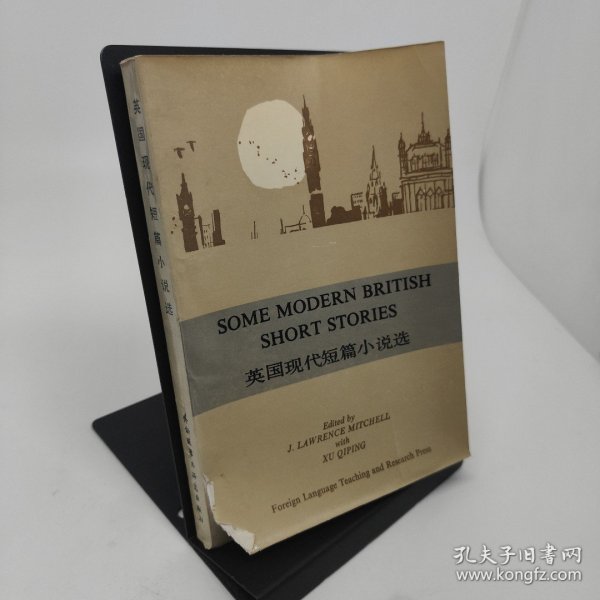 英国现代短篇小说选
SOME MODERN BRITISH
SHORT STORIES
英国现代短篇小说选
Edited by
J. LAWRENCE MITCHELL
with
XU QIPING
Foreign Language Teaching and Research Press
孔夫子旧书网
www.kongfz.com